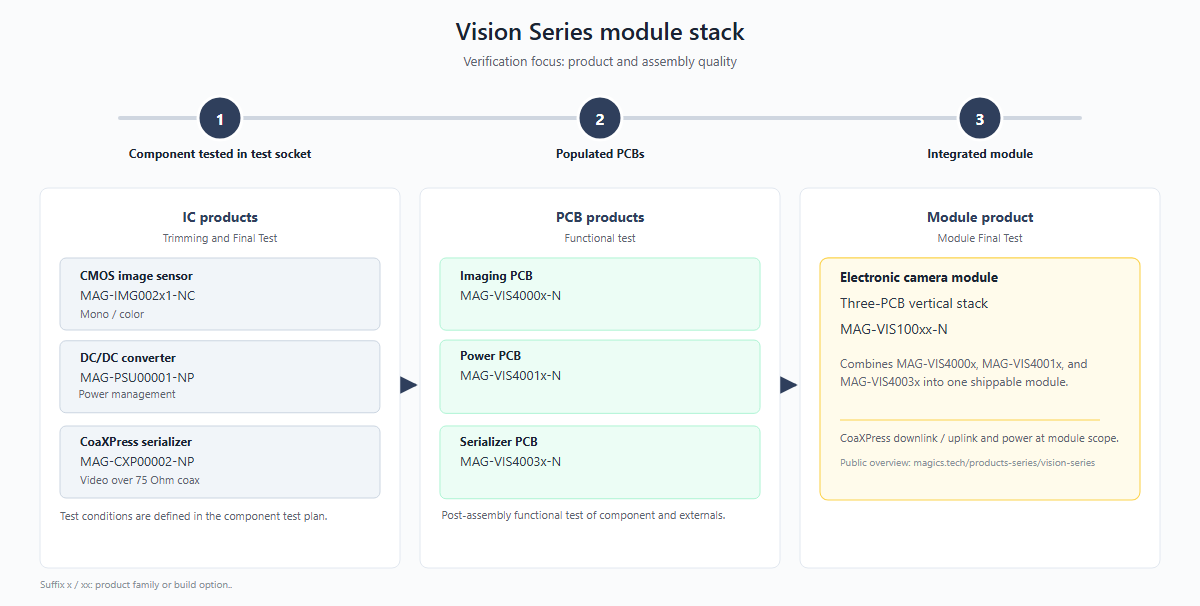 Vision Series module stack
Verification focus: product and assembly quality
1
Component tested in test socket
2
Populated PCBs
3
Integrated module
IC products
Trimming and Final Test
CMOS image sensor
MAG-IMG002x1-NC
Mono / color
DC/DC converter
MAG-PSU00001-NP
Power management
CoaXPress serializer
MAG-CXP00002-NP
Video over 75 Ohm coax
Test conditions are defined in the component test plan.
PCB products
Functional test
Imaging PCB
MAG-VIS4000x-N
Power PCB
MAG-VIS4001x-N
Serializer PCB
MAG-VIS4003x-N
Post-assembly functional test of component and externals.
Module product
Module Final Test
Electronic camera module
Three-PCB vertical stack
MAG-VIS100xx-N
Combines MAG-VIS4000x, MAG-VIS4001x, and
MAG-VIS4003x into one shippable module.
CoaXPress downlink / uplink and power at module scope.
Public overview: magics.tech/products-series/vision-series
Suffix x / xx: product family or build option..